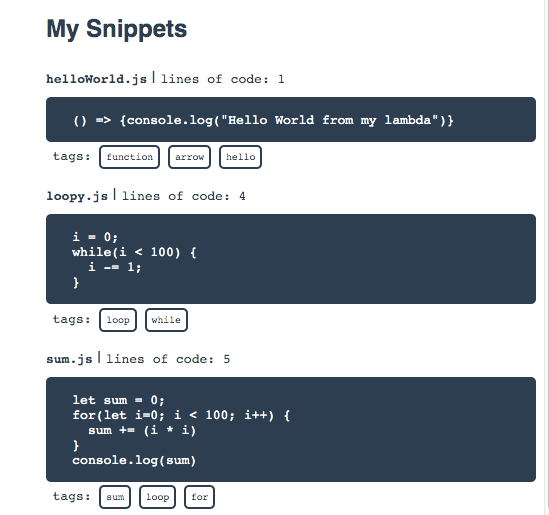 My Snippets
helloWorld.js | lines of code: 1
() => {console.log("Hello World from my lambda")}
tags: function arrow hello
loopy.js | lines of code: 4
i = 0;
while(i < 100) {
  i -= 1;
}
tags: loop while
sum.js | lines of code: 5
let sum = 0;
for(let i=0; i < 100; i++) {
  sum += (i * i)
}
console.log(sum)
tags: sum loop for